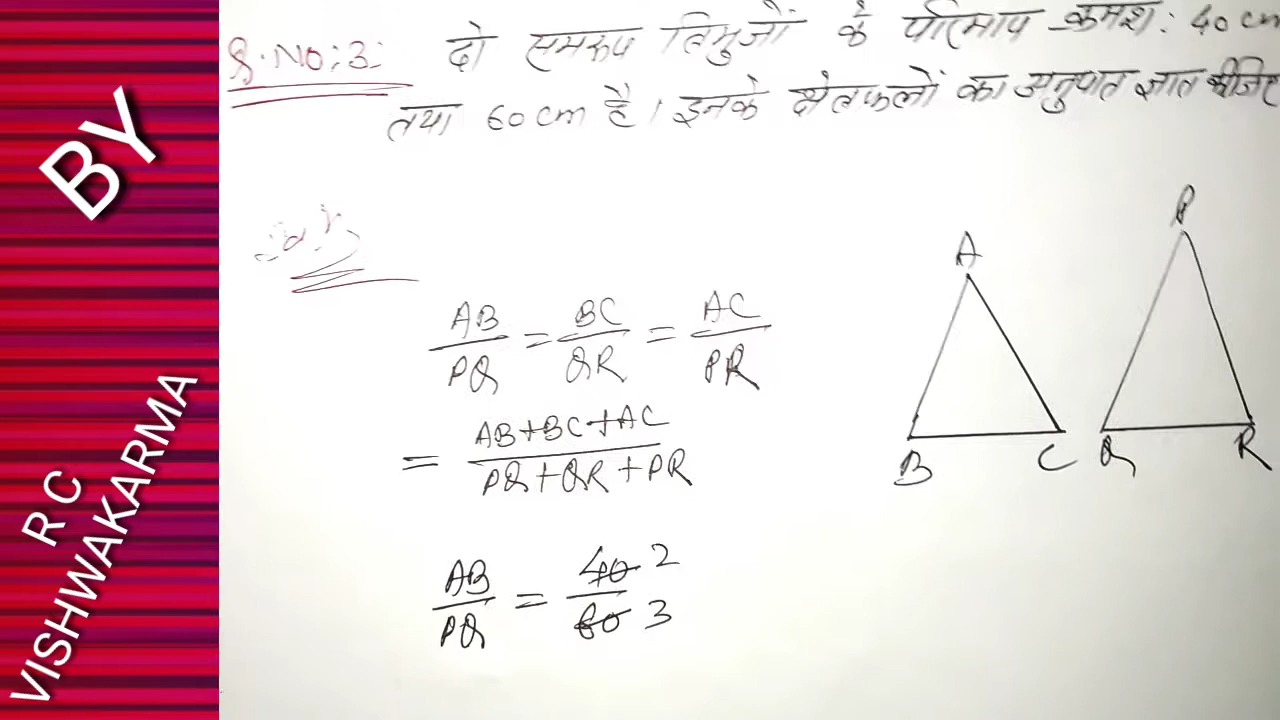 BY
R C
VISHWAKARMA
Q.NO:3: दो समरूप त्रिभुजों के परिमाप क्रमश: 40 cm
तथा 60 cm है। इनके क्षेत्रफलों का अनुपात ज्ञात कीजिए
AB/PQ = BC/QR = AC/PR
= AB+BC+AC/PQ+QR+PR
AB/PQ = 40 2/60 3
A
B C
P
Q R